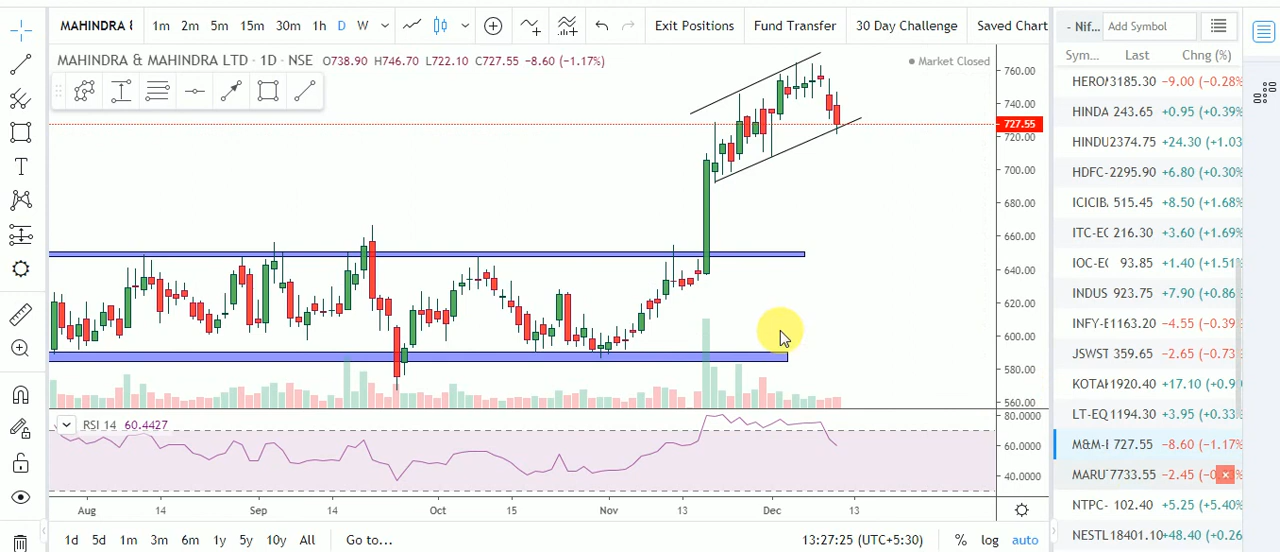 MAHINDRA & 1m 2m 5m 15m 30m 1h D W Exit Positions Fund Transfer 30 Day Challenge Saved Chart
- Nif... Add Symbol
Sym... Last Chng (%)
MAHINDRA & MAHINDRA LTD · 1D · NSE O738.90 H746.70 L722.10 C727.55 −8.60 (−1.17%)
Market Closed
760.00
740.00
727.55
720.00
700.00
680.00
660.00
640.00
620.00
600.00
580.00
560.00
RSI 14 60.4427
80.0000
60.0000
40.0000
Aug 14 Sep 14 Oct 15 Nov 13 Dec 13
1d 5d 1m 3m 6m 1y 5y 10y All Go to... 13:27:25 (UTC+5:30) % log auto
HERO 3185.30 −9.00 (−0.28%
HINDA 243.65 +0.95 (+0.39%
HINDU 2374.75 +24.30 (+1.03
HDFC- 2295.90 +6.80 (+0.30%
ICICIB. 515.45 +8.50 (+1.68%
ITC-EC 216.30 +3.60 (+1.69%
IOC-EC 93.85 +1.40 (+1.51%
INDUS 923.75 +7.90 (+0.86%
INFY-E 1163.20 −4.55 (−0.39%
JSWST 359.65 −2.65 (−0.73%
KOTAK 1920.40 +17.10 (+0.9
LT-EQ 1194.30 +3.95 (+0.33%
M&M-E 727.55 −8.60 (−1.17%
MARU 7733.55 −2.45 (−0.
NTPC- 102.40 +5.25 (+5.40%
NESTL 18401.10 +48.40 (+0.26